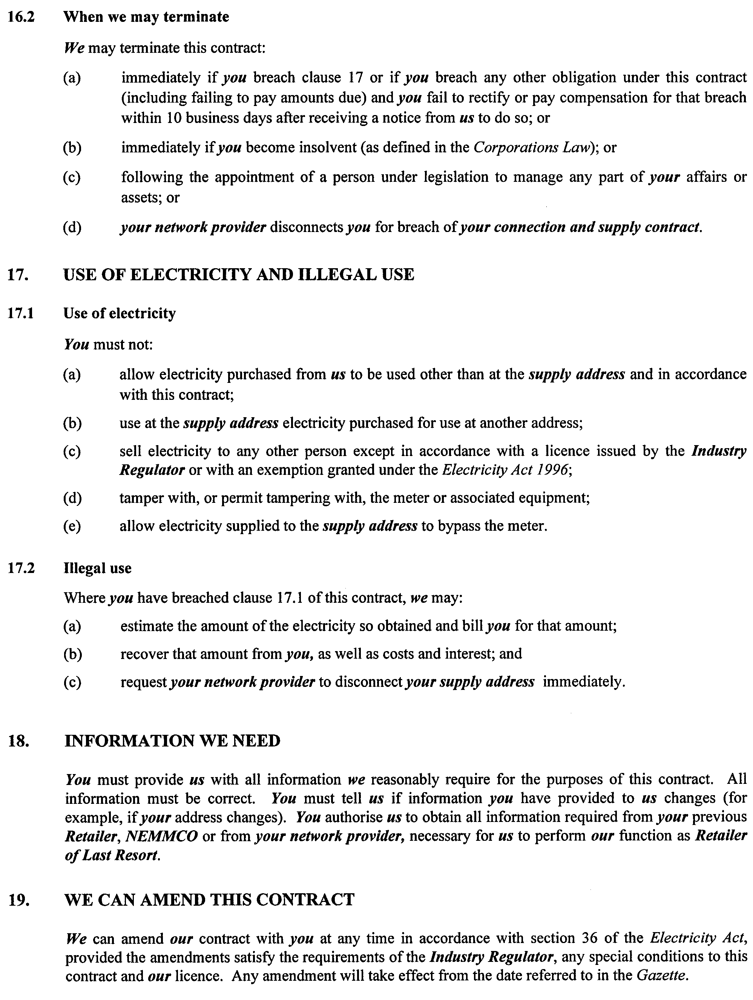 16.2 When we may terminate
We may terminate this contract:
(a) immediately if you breach clause 17 or if you breach any other obligation under this contract
(including failing to pay amounts due) and you fail to rectify or pay compensation for that breach
within 10 business days after receiving a notice from us to do so; or
(b) immediately if you become insolvent (as defined in the Corporations Law); or
(c) following the appointment of a person under legislation to manage any part of your affairs or
assets; or
(d) your network provider disconnects you for breach of your connection and supply contract.
17. USE OF ELECTRICITY AND ILLEGAL USE
17.1 Use of electricity
You must not:
(a) allow electricity purchased from us to be used other than at the supply address and in accordance
with this contract;
(b) use at the supply address electricity purchased for use at another address;
(c) sell electricity to any other person except in accordance with a licence issued by the Industry
Regulator or with an exemption granted under the Electricity Act 1996;
(d) tamper with, or permit tampering with, the meter or associated equipment;
(e) allow electricity supplied to the supply address to bypass the meter.
17.2 Illegal use
Where you have breached clause 17.1 of this contract, we may:
(a) estimate the amount of the electricity so obtained and bill you for that amount;
(b) recover that amount from you, as well as costs and interest; and
(c) request your network provider to disconnect your supply address immediately.
18. INFORMATION WE NEED
You must provide us with all information we reasonably require for the purposes of this contract. All
information must be correct. You must tell us if information you have provided to us changes (for
example, if your address changes). You authorise us to obtain all information required from your previous
Retailer, NEMMCO or from your network provider, necessary for us to perform our function as Retailer
of Last Resort.
19. WE CAN AMEND THIS CONTRACT
We can amend our contract with you at any time in accordance with section 36 of the Electricity Act,
provided the amendments satisfy the requirements of the Industry Regulator, any special conditions to this
contract and our licence. Any amendment will take effect from the date referred to in the Gazette.